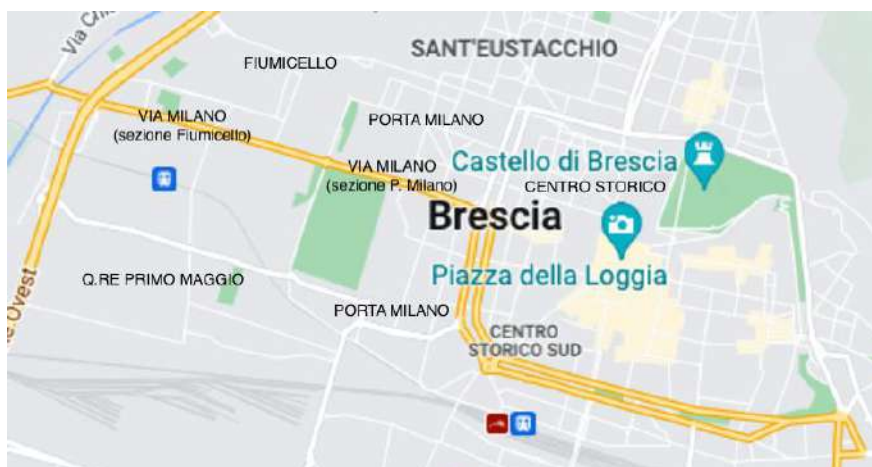 Via Chi
SANT'EUSTACCHIO
FIUMICELLO
VIA MILANO
(sezione Fiumicello)
PORTA MILANO
VIA MILANO
(sezione P. Milano)
Castello di Brescia
CENTRO STORICO
Brescia
Piazza della Loggia
Q.RE PRIMO MAGGIO
Ovest
PORTA MILANO
CENTRO
STORICO SUD